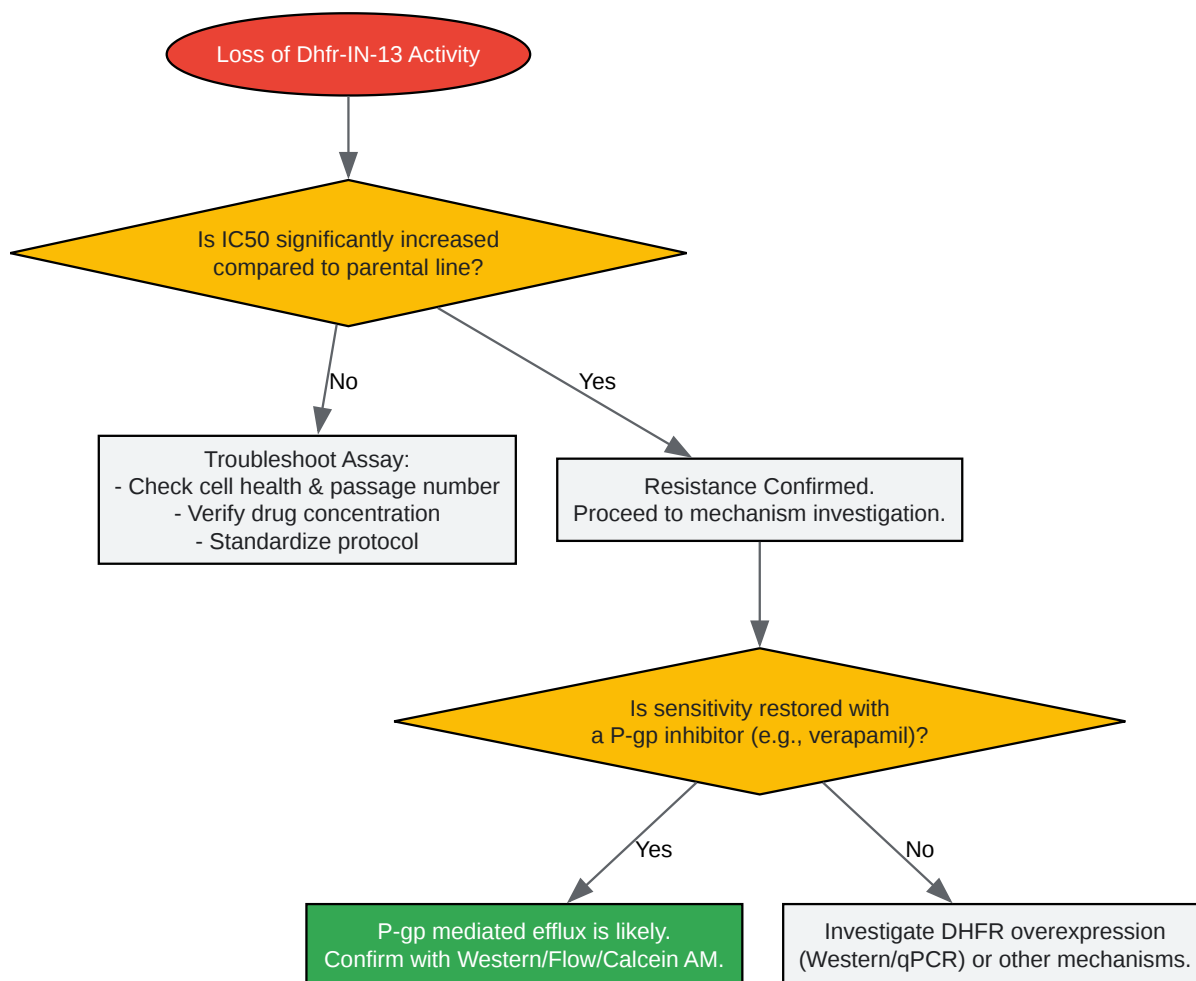 Loss of Dhfr-IN-13 Activity
Is IC50 significantly increased
compared to parental line?
No
Yes
Troubleshoot Assay:
- Check cell health & passage number
- Verify drug concentration
- Standardize protocol
Resistance Confirmed.
Proceed to mechanism investigation.
Is sensitivity restored with
a P-gp inhibitor (e.g., verapamil)?
Yes
No
P-gp mediated efflux is likely.
Confirm with Western/Flow/Calcein AM.
Investigate DHFR overexpression
(Western/qPCR) or other mechanisms.